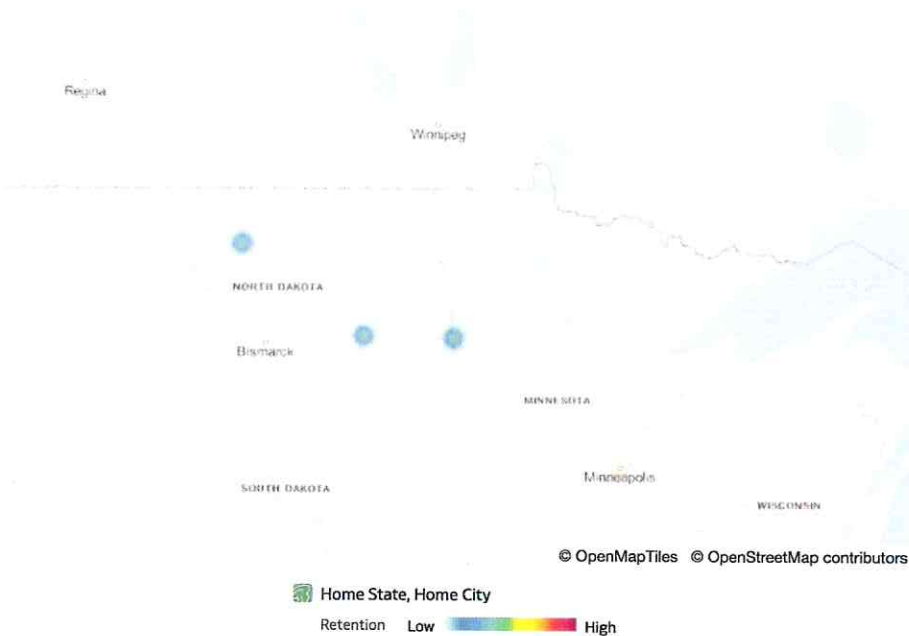 Regina
Winnipeg
NORTH DAKOTA
Bismarck
MINNESOTA
Minneapolis
SOUTH DAKOTA
WISCONSIN
© OpenMapTiles © OpenStreetMap contributors
Home State, Home City
Retention Low High